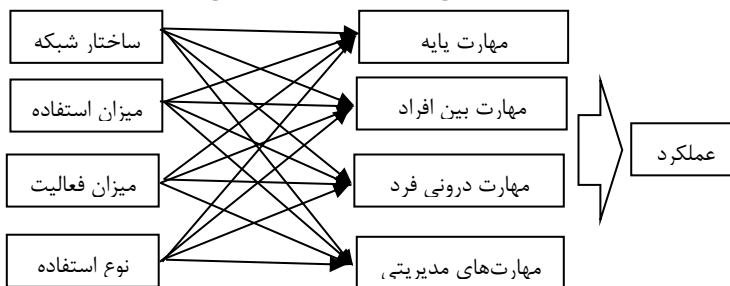 ساختار شبکه
مهارت پایه
میزان استفاده
مهارت بین افراد
عملکرد
میزان فعالیت
مهارت درونی فرد
نوع استفاده
مهارت‌های مدیریتی